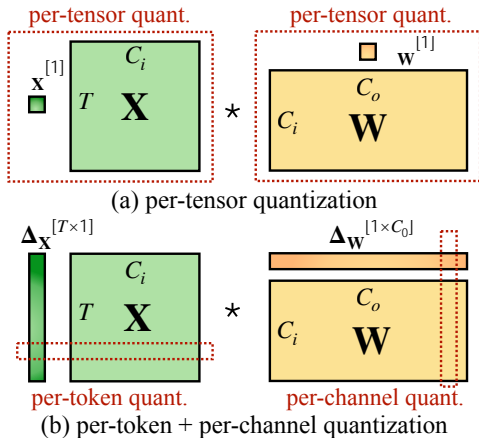 per-tensor quant. per-tensor quant.
X[1] C_i T X * W[1] C_o C_i W
(a) per-tensor quantization
Δ_X[T×1] C_i T X * Δ_W⌊1×C_0⌋ C_o C_i W
per-token quant. per-channel quant.
(b) per-token + per-channel quantization